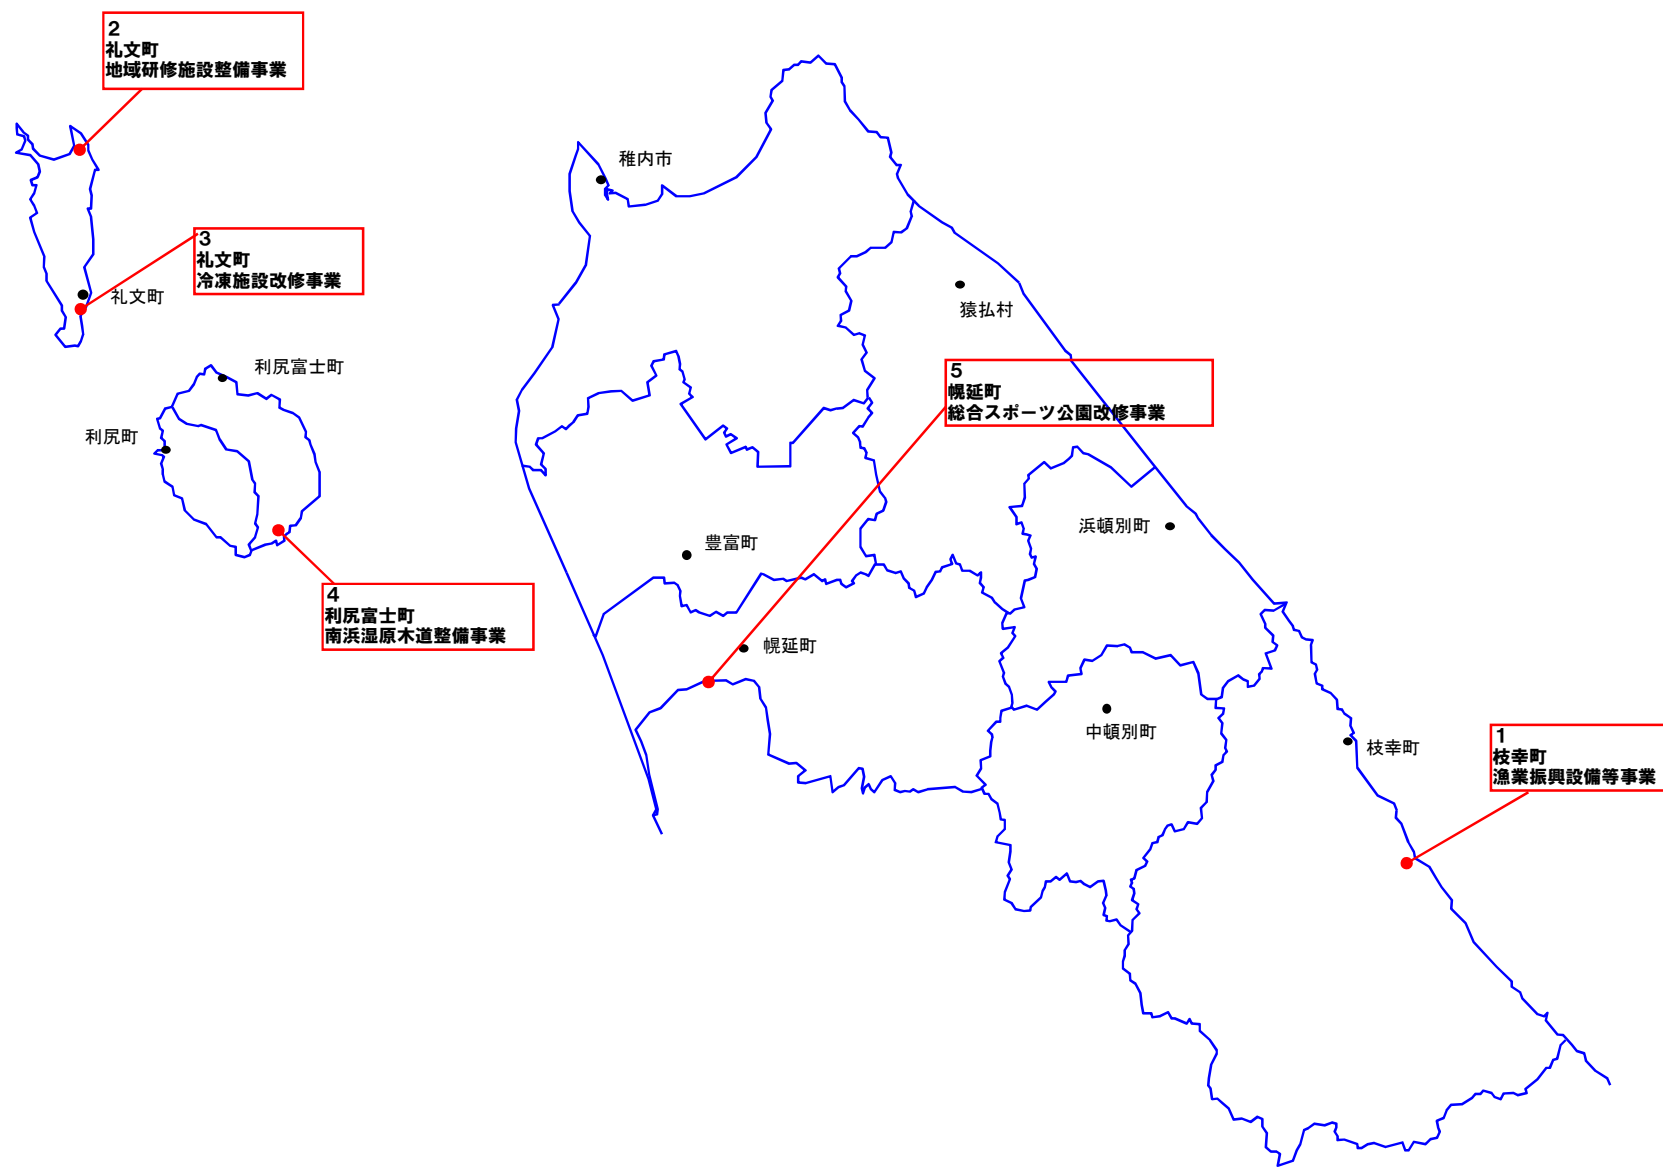 2
礼文町
地域研修施設整備事業
稚内市
3
礼文町
冷凍施設改修事業
礼文町
猿払村
利尻富士町
利尻町
5
幌延町
総合スポーツ公園改修事業
浜頓別町
豊富町
4
利尻富士町
南浜湿原木道整備事業
幌延町
中頓別町
枝幸町
1
枝幸町
漁業振興設備等事業